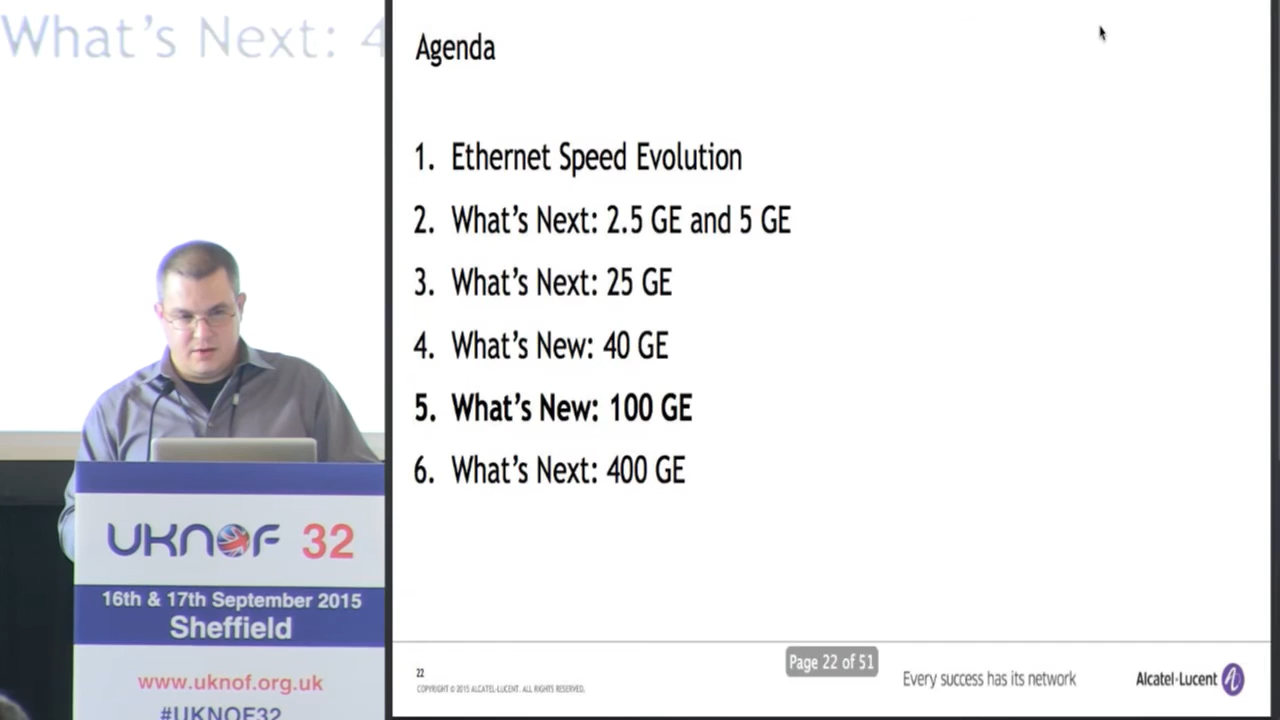 What's Next: 4
Agenda
1. Ethernet Speed Evolution
2. What's Next: 2.5 GE and 5 GE
3. What's Next: 25 GE
4. What's New: 40 GE
5. What's New: 100 GE
6. What's Next: 400 GE
22
COPYRIGHT © 2015 ALCATEL-LUCENT. ALL RIGHTS RESERVED.
Page 22 of 51
Every success has its network
Alcatel·Lucent
UKNOF 32
16th & 17th September 2015
Sheffield
www.uknof.org.uk
#UKNOF32